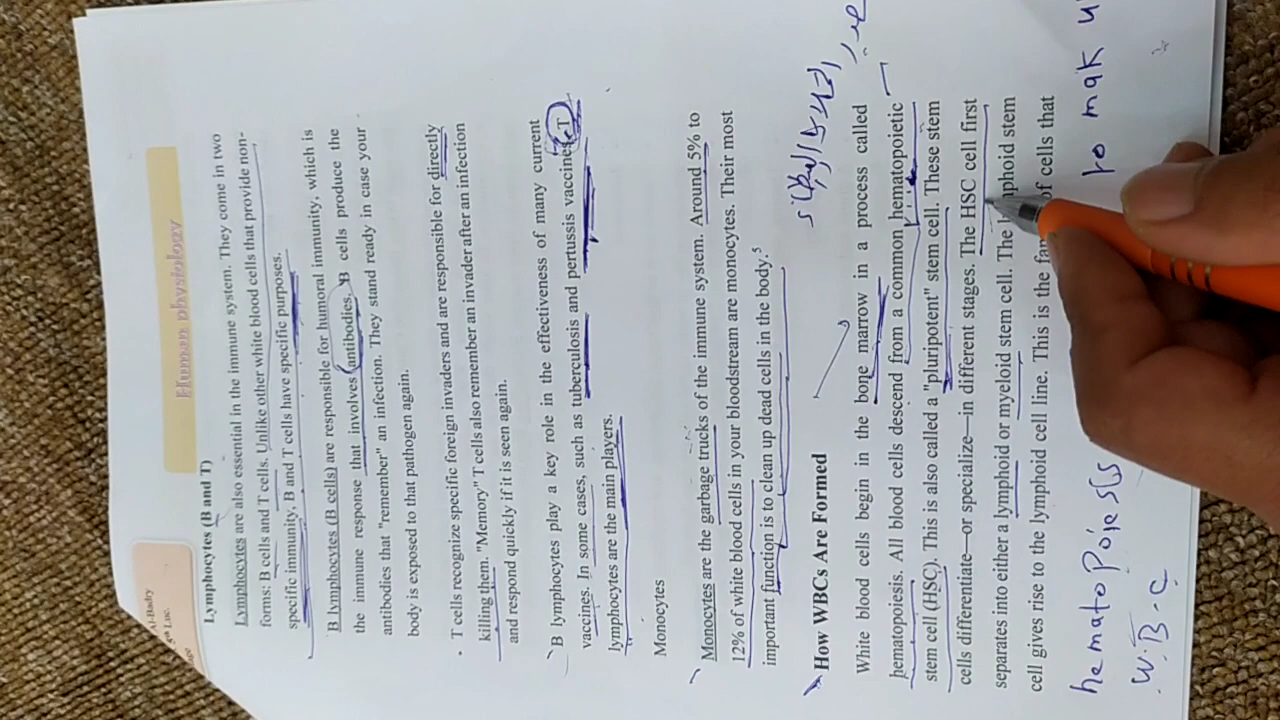 Al-Badry
Human physiology
Lymphocytes (B and T)
Lymphocytes are also essential in the immune system. They come in two
forms: B cells and T cells. Unlike other white blood cells that provide non-
specific immunity, B and T cells have specific purposes.
B lymphocytes (B cells) are responsible for humoral immunity, which is
the immune response that involves antibodies. B cells produce the
antibodies that "remember" an infection. They stand ready in case your
body is exposed to that pathogen again.
T cells recognize specific foreign invaders and are responsible for directly
killing them. "Memory" T cells also remember an invader after an infection
and respond quickly if it is seen again.
B lymphocytes play a key role in the effectiveness of many current
vaccines. In some cases, such as tuberculosis and pertussis vaccines, T
lymphocytes are the main players.
Monocytes
Monocytes are the garbage trucks of the immune system. Around 5% to
12% of white blood cells in your bloodstream are monocytes. Their most
important function is to clean up dead cells in the body.5
How WBCs Are Formed
White blood cells begin in the bone marrow in a process called
hematopoiesis. All blood cells descend from a common hematopoietic
stem cell (HSC). This is also called a "pluripotent" stem cell. These stem
cells differentiate—or specialize—in different stages. The HSC cell first
separates into either a lymphoid or myeloid stem cell. The stem
cell gives rise to the lymphoid cell line. This is the of cells that
hematopoiesis to mak
W.B.C